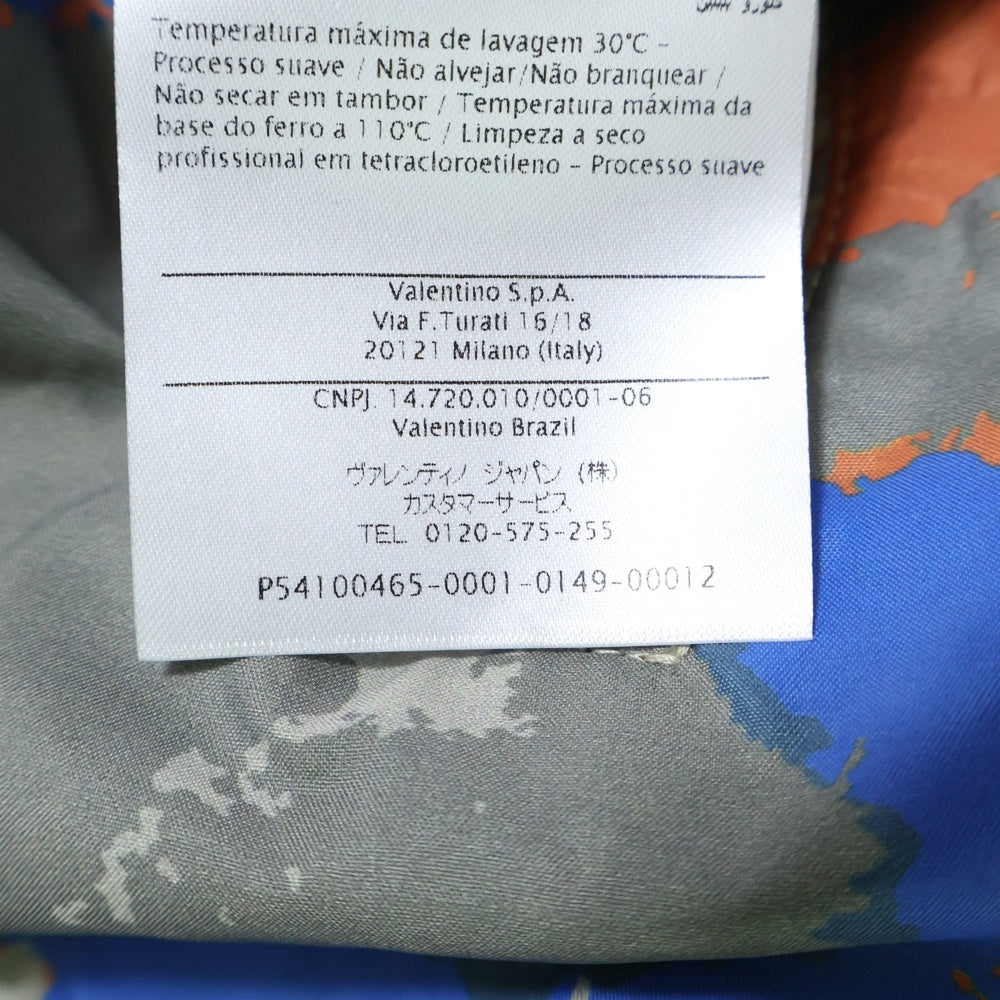 Temperatura máxima de lavagem 30°C –
Processo suave / Não alvejar/Não branquear /
Não secar em tambor / Temperatura máxima da
base do ferro a 110°C / Limpeza a seco
profissional em tetracloroetileno – Processo suave
Valentino S.p.A.
Via F.Turati 16/18
20121 Milano (Italy)
CNPJ. 14.720.010/0001-06
Valentino Brazil
ヴァレンティノ ジャパン (株)
カスタマーサービス
TEL. 0120-575-255
P54100465-0001-0149-00012